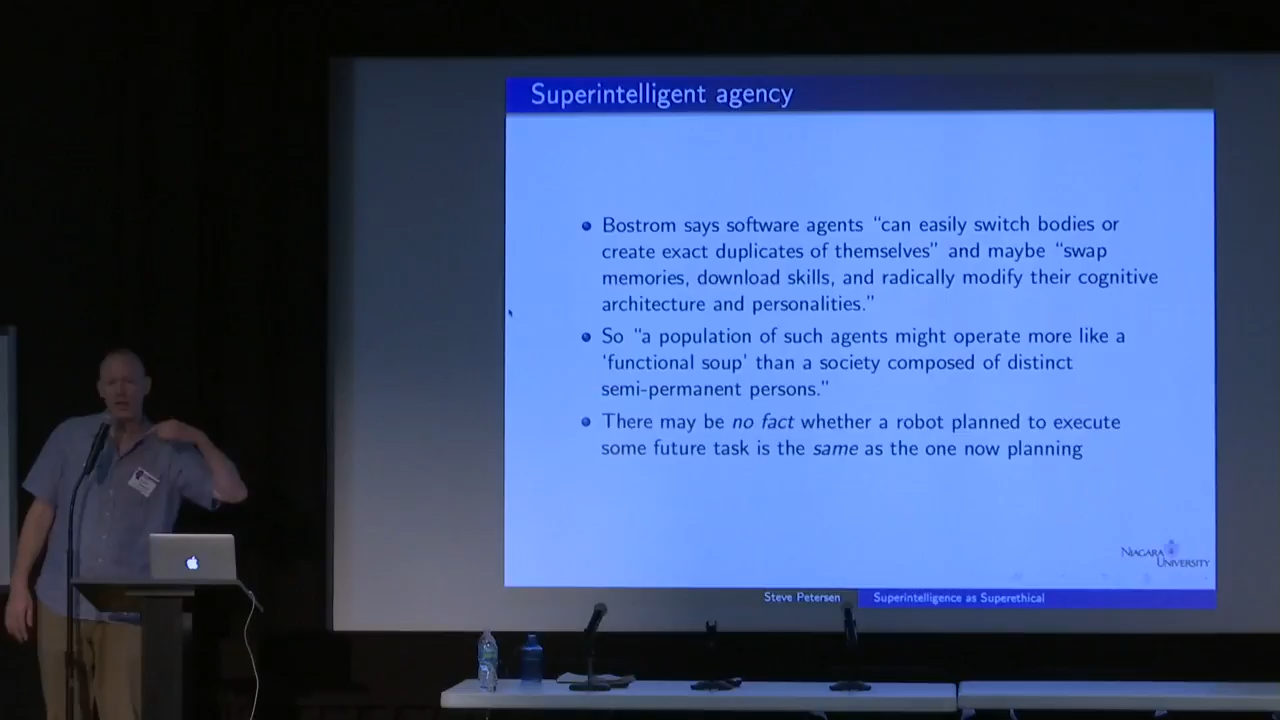 Superintelligent agency
Bostrom says software agents “can easily switch bodies or
create exact duplicates of themselves” and maybe “swap
memories, download skills, and radically modify their cognitive
architecture and personalities.”
So “a population of such agents might operate more like a
‘functional soup’ than a society composed of distinct
semi-permanent persons.”
There may be no fact whether a robot planned to execute
some future task is the same as the one now planning
NIAGARA
UNIVERSITY
Steve Petersen
Superintelligence as Superethical